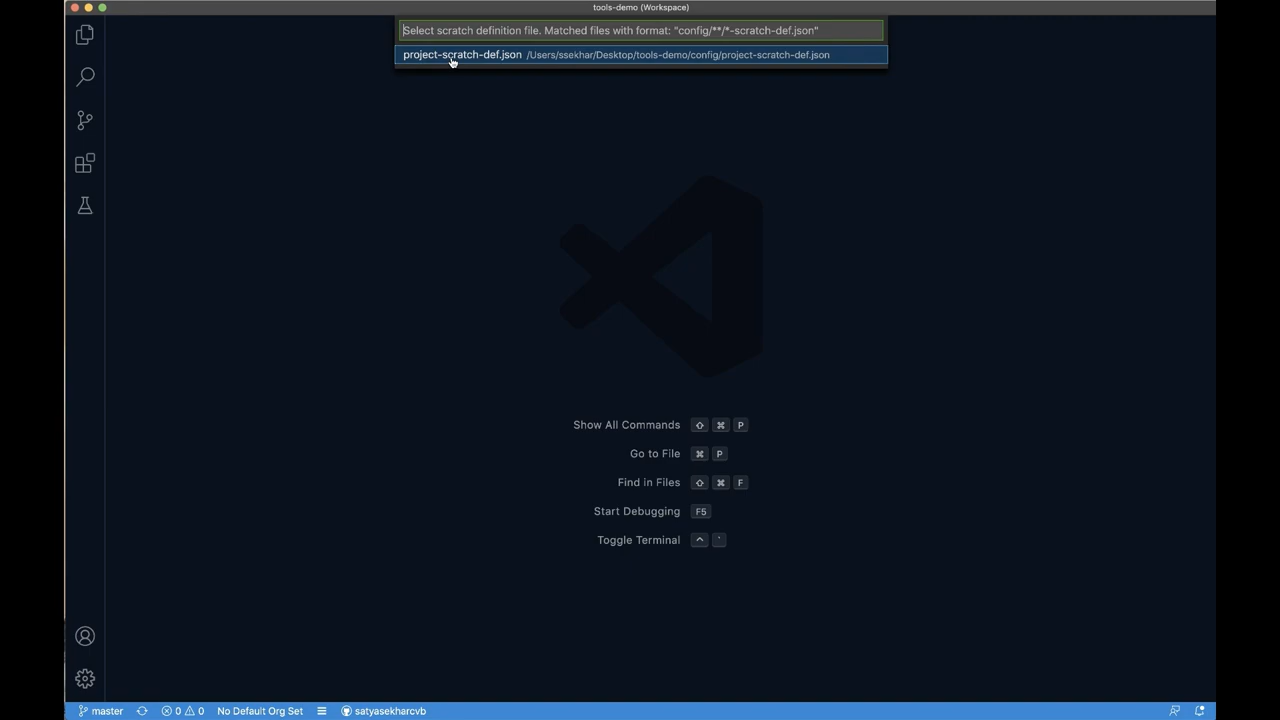 tools-demo (Workspace)
Select scratch definition file. Matched files with format: "config/**/*-scratch-def.json"
project-scratch-def.json /Users/ssekhar/Desktop/tools-demo/config/project-scratch-def.json
Show All Commands ⇧ ⌘ P
Go to File ⌘ P
Find in Files ⇧ ⌘ F
Start Debugging F5
Toggle Terminal ^ `
master 0 0 No Default Org Set satyasekharcvb